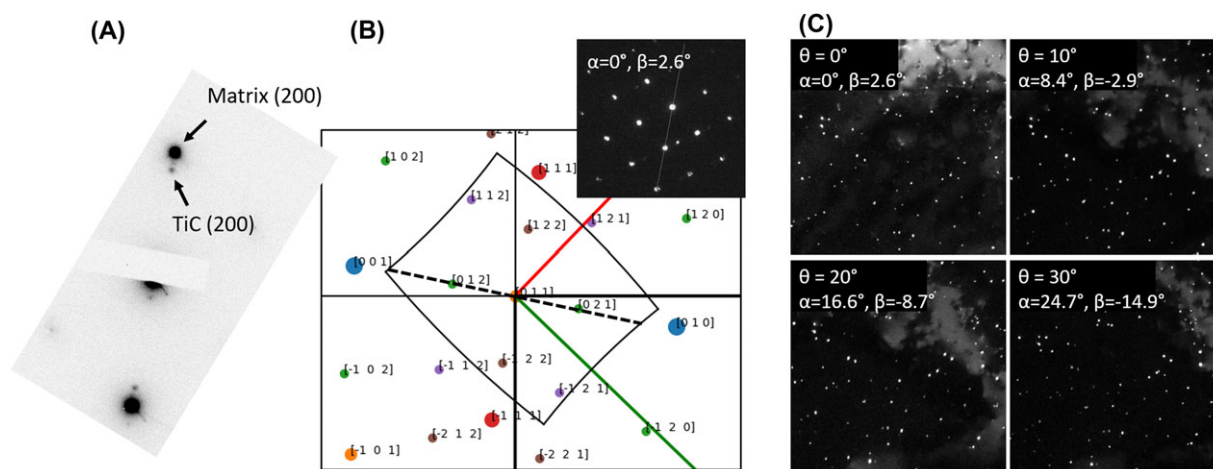 (A)
Matrix (200)
TiC (200)
(B)
α=0°, β=2.6°
[1 0 2]
[1 1 1]
[1 1 2]
[1 2 2]
[1 2 1]
[1 2 0]
[0 0 1]
[0 1 2]
[0 1 1]
[0 2 1]
[0 1 0]
[-1 0 2]
[-1 1 2]
[-1 2 2]
[-1 2 1]
[-1 1 1]
[-2 1 2]
[-1 2 0]
[-1 0 1]
[-2 2 1]
(C)
θ = 0°
α=0°, β=2.6°
θ = 10°
α=8.4°, β=-2.9°
θ = 20°
α=16.6°, β=-8.7°
θ = 30°
α=24.7°, β=-14.9°